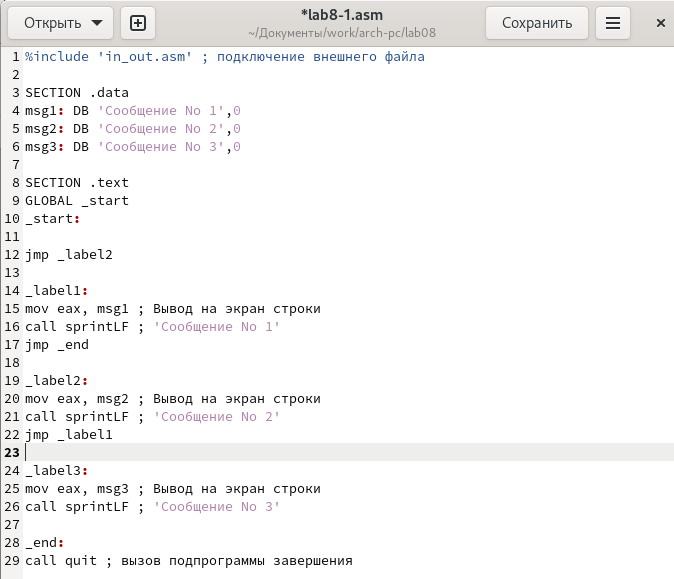 Открыть
*lab8-1.asm
~/Документы/work/arch-pc/lab08
Сохранить
1 %include 'in_out.asm' ; подключение внешнего файла
2
3 SECTION .data
4 msg1: DB 'Сообщение No 1',0
5 msg2: DB 'Сообщение No 2',0
6 msg3: DB 'Сообщение No 3',0
7
8 SECTION .text
9 GLOBAL _start
10 _start:
11
12 jmp _label2
13
14 _label1:
15 mov eax, msg1 ; Вывод на экран строки
16 call sprintLF ; 'Сообщение No 1'
17 jmp _end
18
19 _label2:
20 mov eax, msg2 ; Вывод на экран строки
21 call sprintLF ; 'Сообщение No 2'
22 jmp _label1
23
24 _label3:
25 mov eax, msg3 ; Вывод на экран строки
26 call sprintLF ; 'Сообщение No 3'
27
28 _end:
29 call quit ; вызов подпрограммы завершения